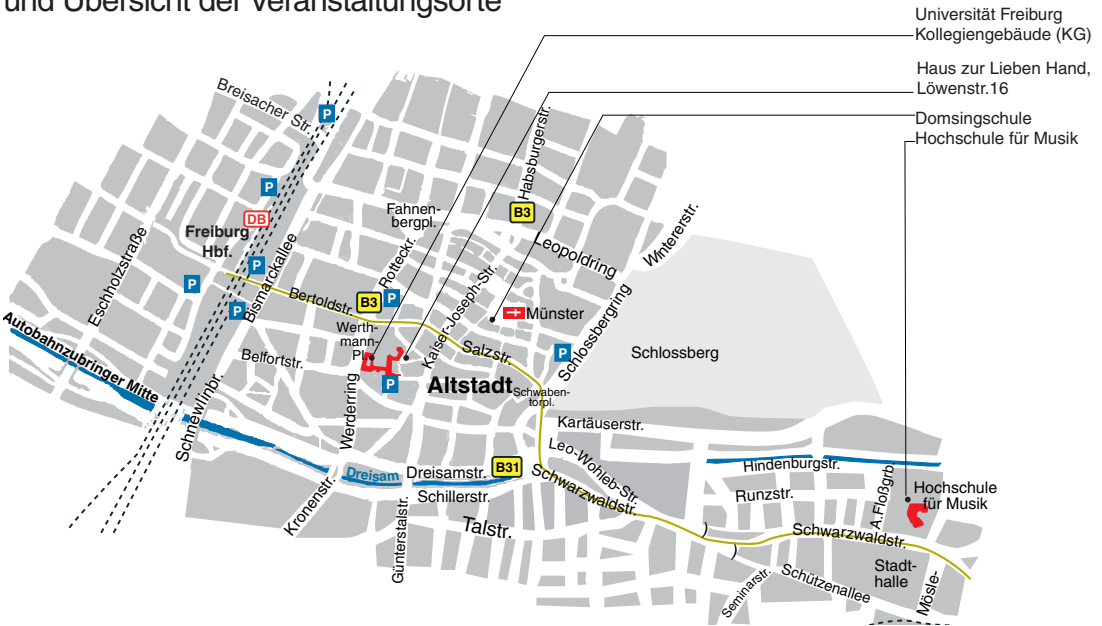 und Übersicht der Veranstaltungsorte
Universität Freiburg
Kollegiengebäude (KG)
Haus zur Lieben Hand,
Löwenstr.16
Domsingschule
Hochschule für Musik
Breisacher Str.
P
P
DB
Freiburg
Hbf.
P
P
P
Eschholzstraße
Bismarckallee
Fahnen-
bergpl.
Habsburgerstr.
B3
Leopoldring
Wintererstr.
Rotteckr.
Bertoldstr.
B3
P
Kaiser-Joseph-Str.
Münster
Schlossbergring
Werth-
mann-
Pl.
Salzstr.
P
Schlossberg
Autobahnzubringer Mitte
Belfortstr.
P
Altstadt
Schwaben-
torpl.
Schnewlinbr.
Werderring
Kartäuserstr.
Leo-Wohleb-Str.
Dreisam
Dreisamstr.
B31
Schwarzwaldstr.
Hindenburgstr.
Schillerstr.
Runzstr.
A.Floßgrb.
Hochschule
für Musik
Kronenstr.
Günterstalstr.
Talstr.
Schwarzwaldstr.
Stadt-
halle
Seminarstr.
Schützenallee
Mösle-